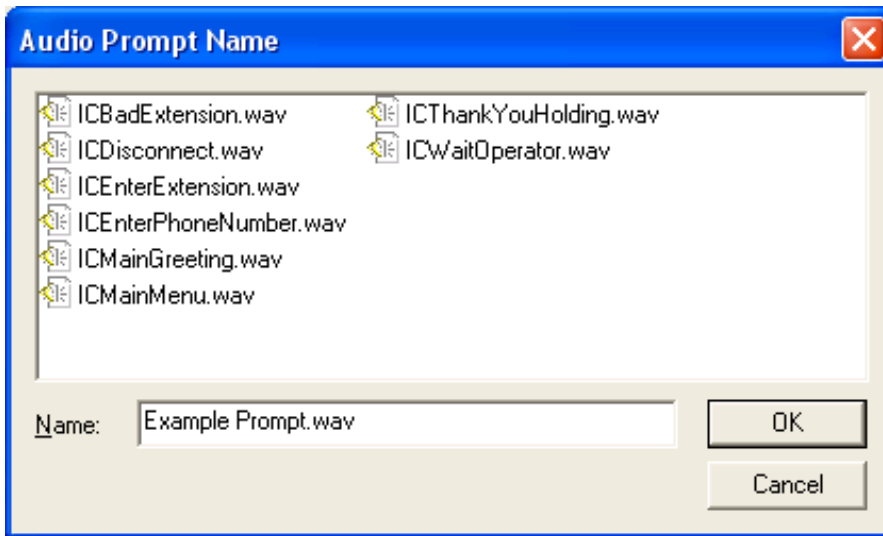 Audio Prompt Name
ICBadExtension.wav
ICDisconnect.wav
ICEnterExtension.wav
ICEnterPhoneNumber.wav
ICMainGreeting.wav
ICMainMenu.wav
ICThankYouHolding.wav
ICWaitOperator.wav
Name: Example Prompt.wav
OK
Cancel